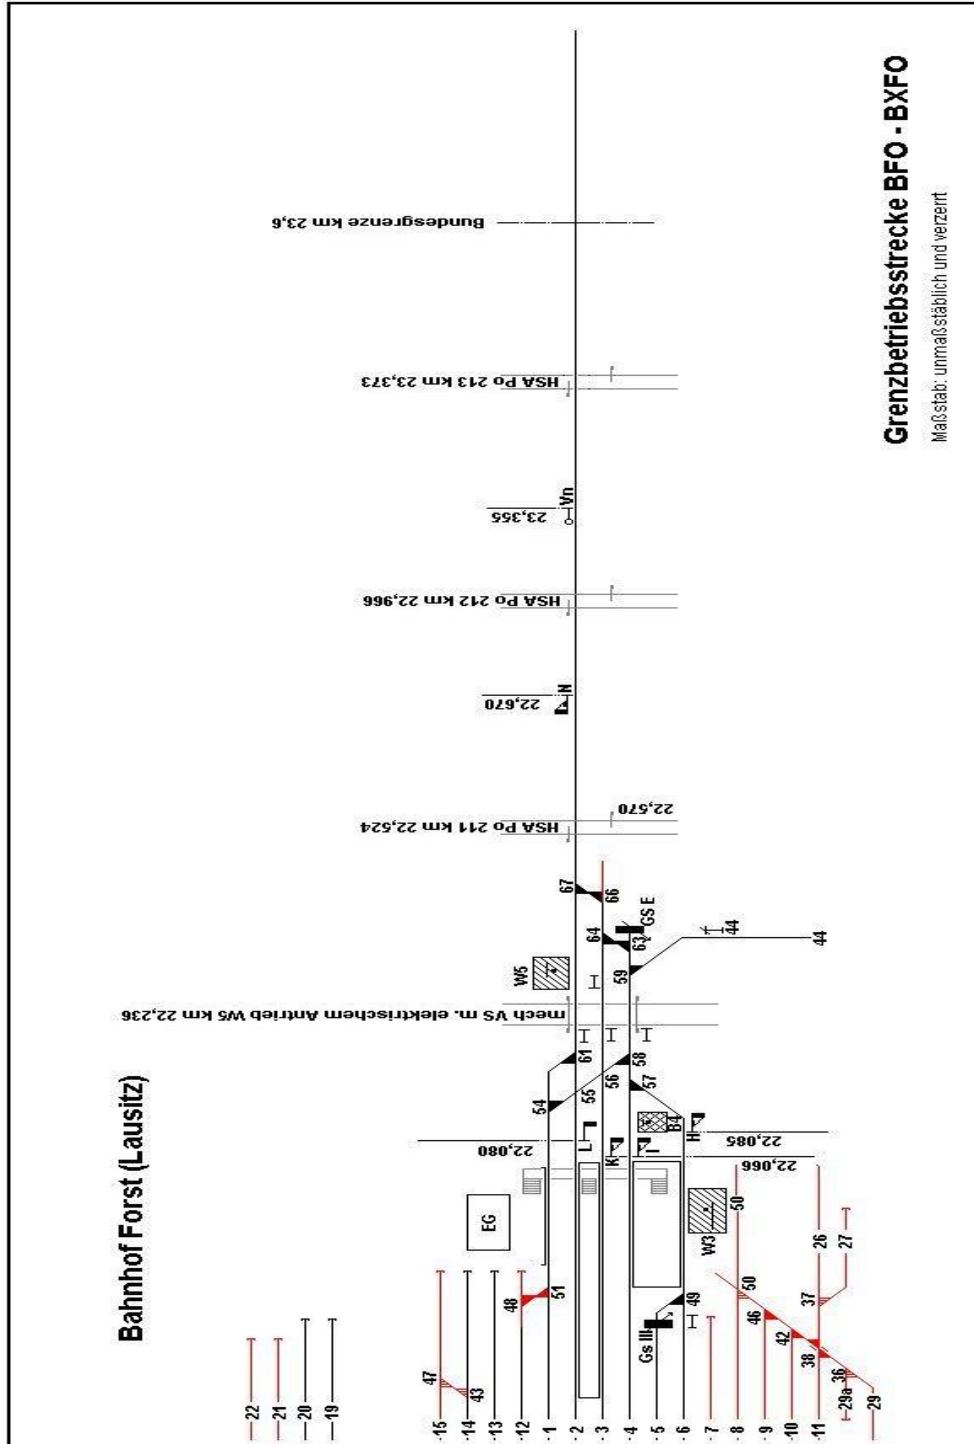 Bahnhof Forst (Lausitz)
Grenzbetriebsstrecke BFO - BXFO
Maßstab: unmaßstäblich und verzerrt
Bundesgrenze km 23,6
HSA Po 213 km 23,373
Vn
23,355
HSA Po 212 km 22,966
N
22,670
22,570
HSA Po 211 km 22,524
67
66
64
63
GS E
59
44
44
W5
mech VS m. elektrischem Antrieb W5 km 22,236
61
58
57
56
55
54
B4
L
K
I
H
22,080
22,085
22,066
EG
W3
50
50
26
27
51
48
49
Gs III
46
42
38
37
36
47
43
22
21
20
19
15
14
13
12
1
2
3
4
5
6
7
8
9
10
11
29a
29